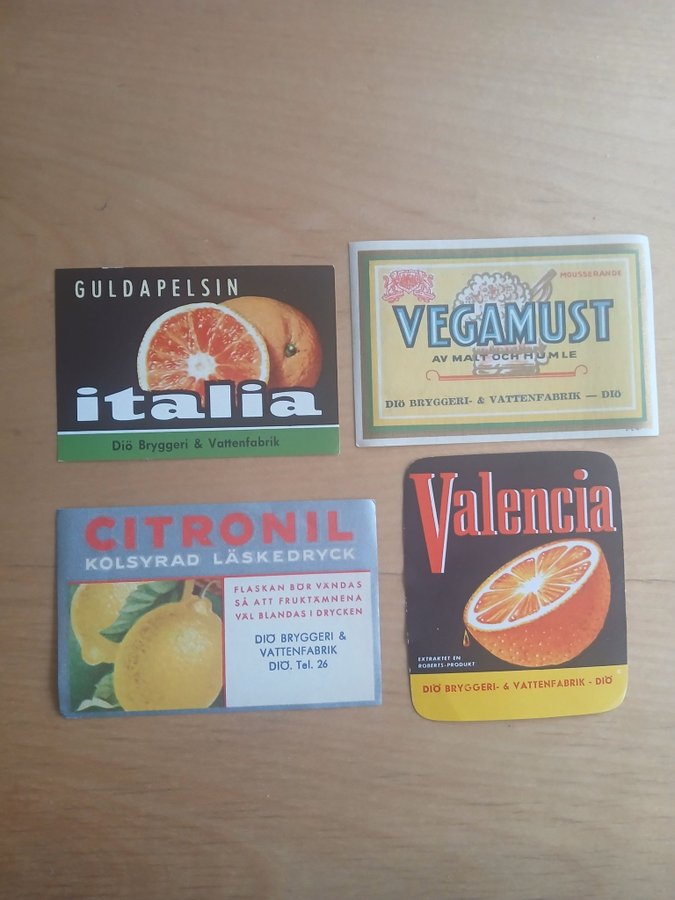 GULDAPELSIN
italia
Diö Bryggeri & Vattenfabrik
MOUSSERANDE
VEGAMUST
AV MALT OCH HUMLE
DIÖ BRYGGERI- & VATTENFABRIK — DIÖ
CITRONIL
KOLSYRAD LÄSKEDRYCK
FLASKAN BÖR VÄNDAS
SÅ ATT FRUKTÄMNENA
VÄL BLANDAS I DRYCKEN
DIÖ BRYGGERI &
VATTENFABRIK
DIÖ. Tel. 26
Valencia
EXTRAKTET EN
ROBERTS-PRODUKT
DIÖ BRYGGERI- & VATTENFABRIK - DIÖ